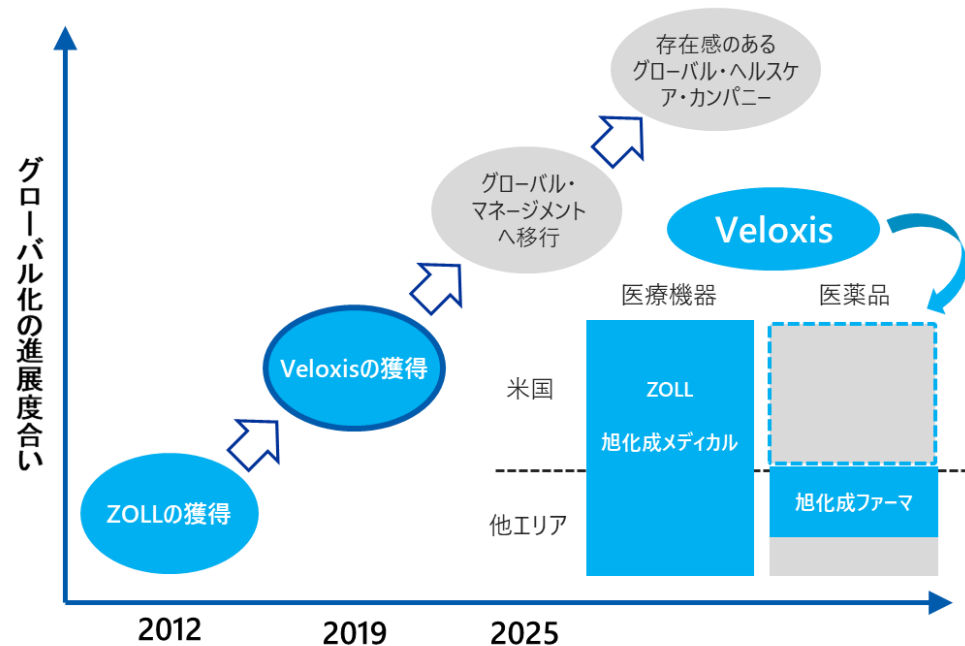 グローバル化の進展度合い
存在感のある
グローバル・ヘルスケ
ア・カンパニー
グローバル・
マネージメント
へ移行
Veloxisの獲得
ZOLLの獲得
Veloxis
医療機器
医薬品
米国
ZOLL
旭化成メディカル
他エリア
旭化成ファーマ
2012
2019
2025